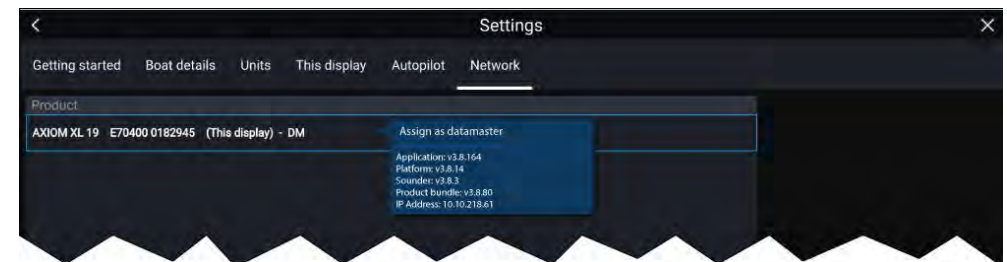 Settings
Getting started Boat details Units This display Autopilot Network
Product
AXIOM XL 19 E70400 0182945 (This display) - DM
Assign as datamaster
Application: v3.8.164
Platform: v3.8.14
Sounder: v3.8.3
Product bundle: v3.8.80
IP Address: 10.10.218.61